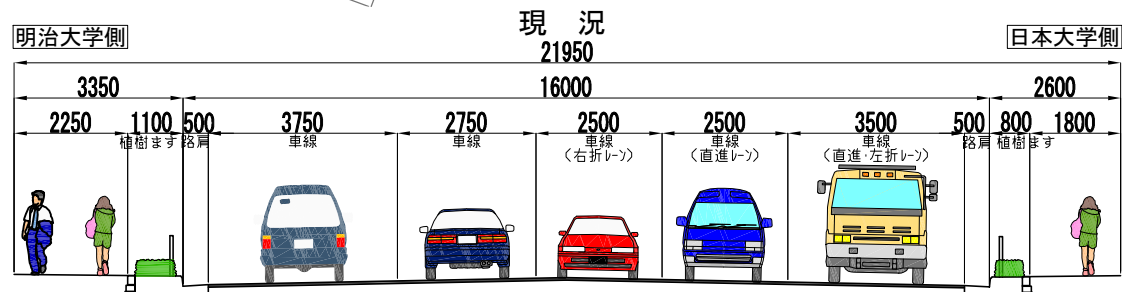 現　況
明治大学側
日本大学側
21950
3350 16000 2600
2250 1100 500 3750 2750 2500 2500 3500 500 800 1800
植樹ます 路肩 車線 車線 車線 車線 車線 路肩 植樹ます
（右折レーン） （直進レーン） （直進・左折レーン）